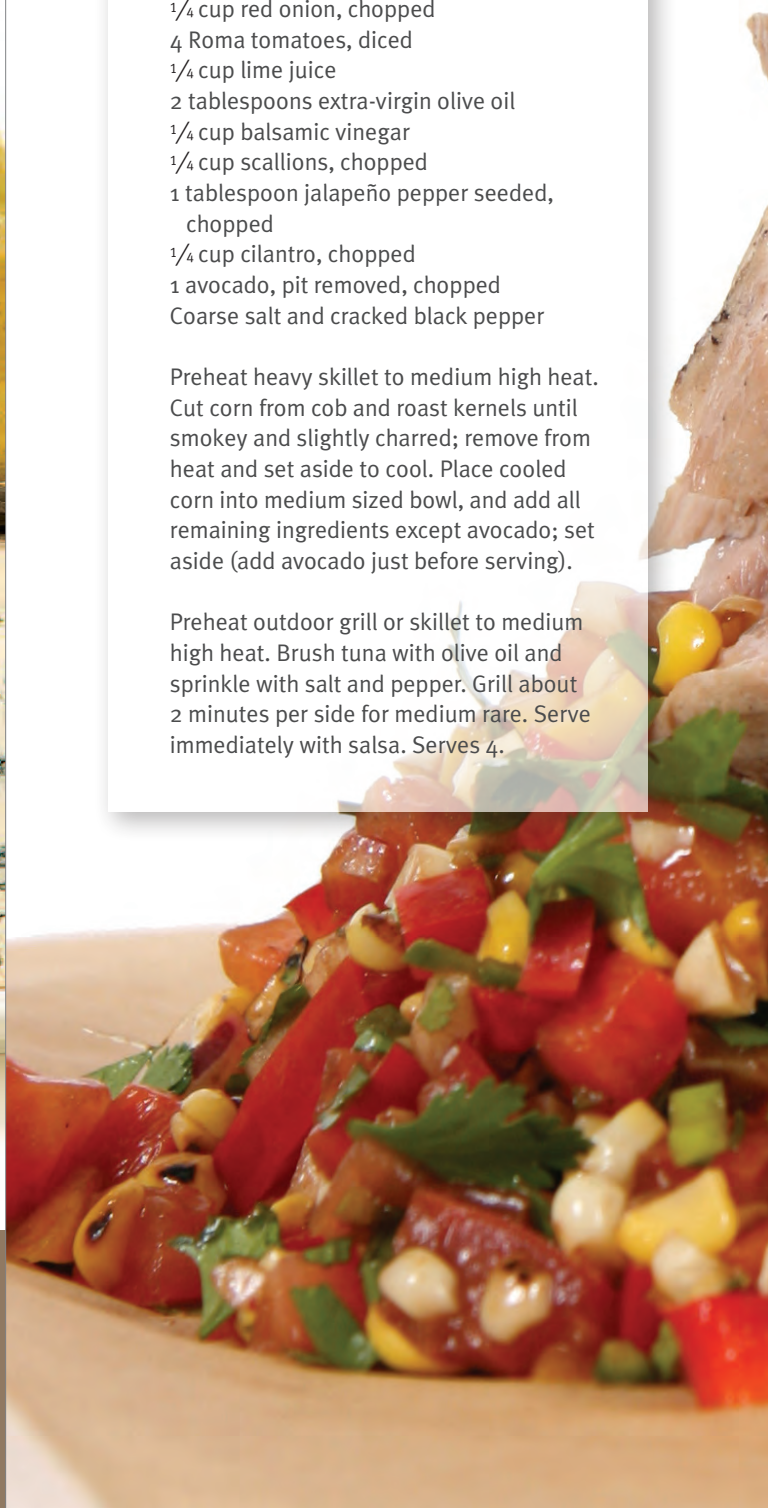 ¼ cup red onion, chopped
4 Roma tomatoes, diced
¼ cup lime juice
2 tablespoons extra-virgin olive oil
¼ cup balsamic vinegar
¼ cup scallions, chopped
1 tablespoon jalapeño pepper seeded,
chopped
¼ cup cilantro, chopped
1 avocado, pit removed, chopped
Coarse salt and cracked black pepper
Preheat heavy skillet to medium high heat.
Cut corn from cob and roast kernels until
smokey and slightly charred; remove from
heat and set aside to cool. Place cooled
corn into medium sized bowl, and add all
remaining ingredients except avocado; set
aside (add avocado just before serving).
Preheat outdoor grill or skillet to medium
high heat. Brush tuna with olive oil and
sprinkle with salt and pepper. Grill about
2 minutes per side for medium rare. Serve
immediately with salsa. Serves 4.